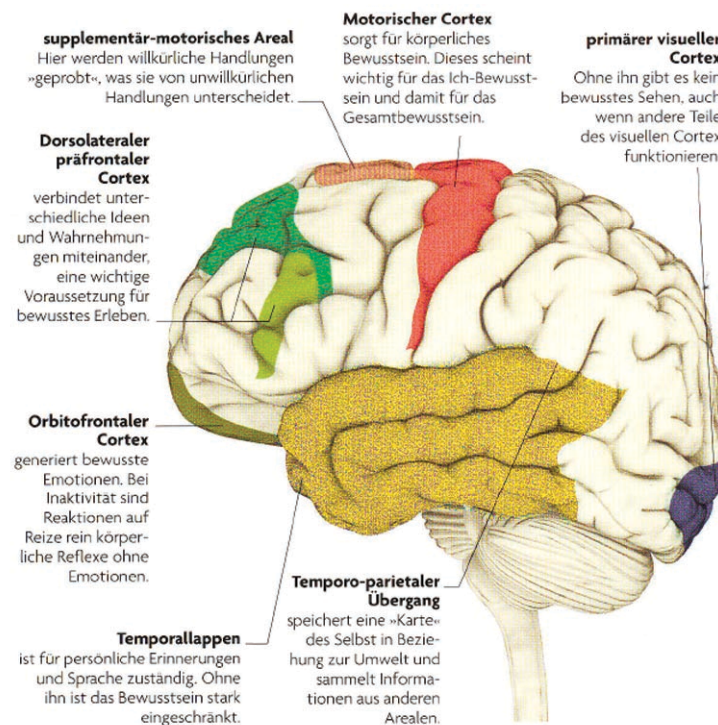 supplementär-motorisches Areal
Hier werden willkürliche Handlungen
»geprobt«, was sie von unwillkürlichen
Handlungen unterscheidet.
Motorischer Cortex
sorgt für körperliches
Bewusstsein. Dieses scheint
wichtig für das Ich-Bewusst-
sein und damit für das
Gesamtbewusstsein.
primärer visueller
Cortex
Ohne ihn gibt es kein
bewusstes Sehen, auch
wenn andere Teile
des visuellen Cortex
funktionieren.
Dorsolateraler
präfrontaler
Cortex
verbindet unter-
schiedliche Ideen
und Wahrnehmun-
gen miteinander,
eine wichtige
Voraussetzung für
bewusstes Erleben.
Orbitofrontaler
Cortex
generiert bewusste
Emotionen. Bei
Inaktivität sind
Reaktionen auf
Reize rein körper-
liche Reflexe ohne
Emotionen.
Temporallappen
ist für persönliche Erinnerungen
und Sprache zuständig. Ohne
ihn ist das Bewusstsein stark
eingeschränkt.
Temporo-parietaler
Übergang
speichert eine »Karte«
des Selbst in Bezie-
hung zur Umwelt und
sammelt Informa-
tionen aus anderen
Arealen.